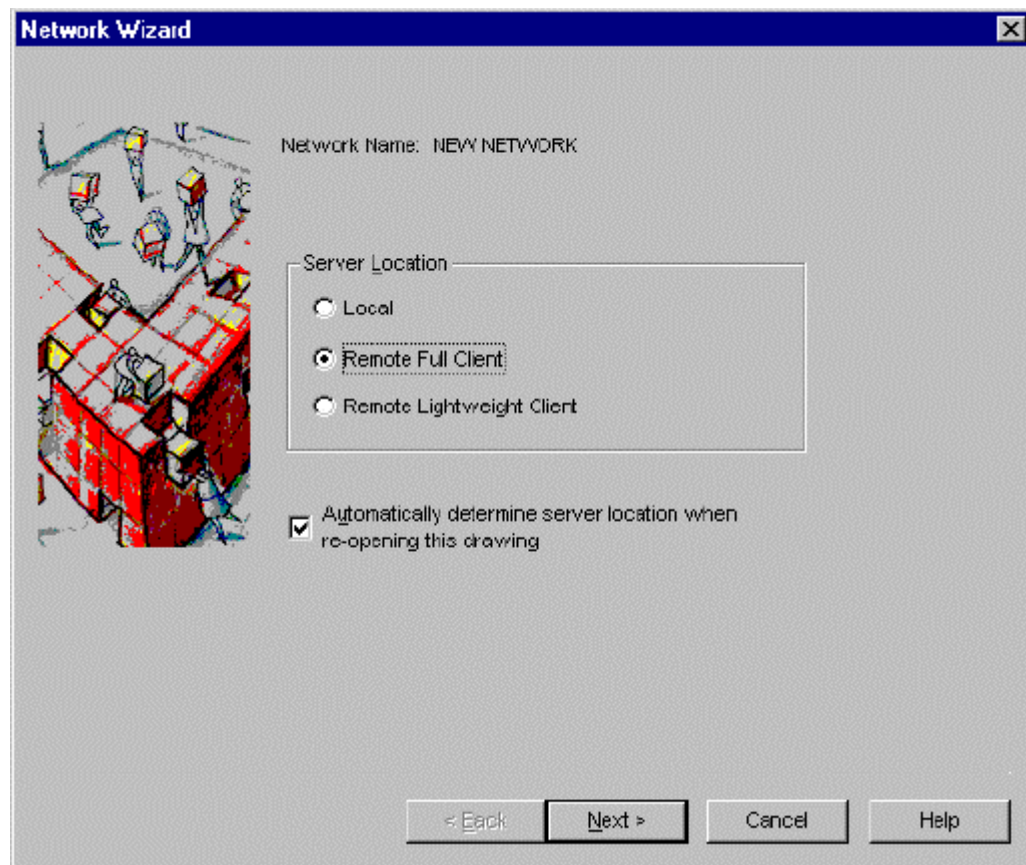 Network Wizard
Network Name: NEW NETWORK
Server Location
Local
Remote Full Client
Remote Lightweight Client
Automatically determine server location when
re-opening this drawing
< Back Next > Cancel Help